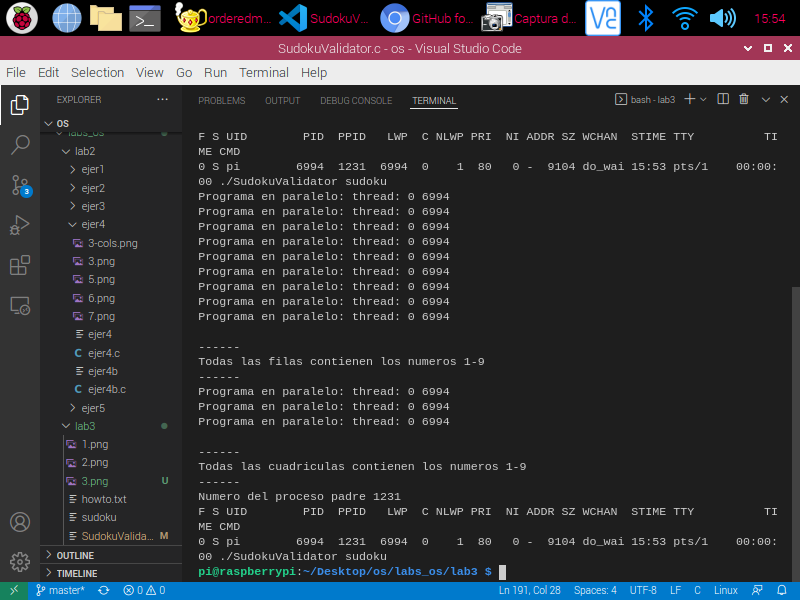 orderedm...
SudokuV...
GitHub fo...
Captura d...
15:54
SudokuValidator.c - os - Visual Studio Code
File Edit Selection View Go Run Terminal Help
EXPLORER
OS
labs_os
lab2
ejer1
ejer2
ejer3
ejer4
3-cols.png
3.png
5.png
6.png
7.png
ejer4
C ejer4.c
ejer4b
C ejer4b.c
ejer5
lab3
1.png
2.png
3.png U
howto.txt
sudoku
SudokuValida... M
OUTLINE
TIMELINE
3
PROBLEMS OUTPUT DEBUG CONSOLE TERMINAL
bash - lab3
F S UID PID PPID LWP C NLWP PRI NI ADDR SZ WCHAN STIME TTY TI
ME CMD
0 S pi 6994 1231 6994 0 1 80 0 - 9104 do_wai 15:53 pts/1 00:00:
00 ./SudokuValidator sudoku
Programa en paralelo: thread: 0 6994
Programa en paralelo: thread: 0 6994
Programa en paralelo: thread: 0 6994
Programa en paralelo: thread: 0 6994
Programa en paralelo: thread: 0 6994
Programa en paralelo: thread: 0 6994
Programa en paralelo: thread: 0 6994
Programa en paralelo: thread: 0 6994
Programa en paralelo: thread: 0 6994
------
Todas las filas contienen los numeros 1-9
------
Programa en paralelo: thread: 0 6994
Programa en paralelo: thread: 0 6994
Programa en paralelo: thread: 0 6994
------
Todas las cuadriculas contienen los numeros 1-9
------
Numero del proceso padre 1231
F S UID PID PPID LWP C NLWP PRI NI ADDR SZ WCHAN STIME TTY TI
ME CMD
0 S pi 6994 1231 6994 0 1 80 0 - 9104 do_wai 15:53 pts/1 00:00:
00 ./SudokuValidator sudoku
pi@raspberrypi:~/Desktop/os/labs_os/lab3 $
master* 0 0 Ln 191, Col 28 Spaces: 4 UTF-8 LF C Linux